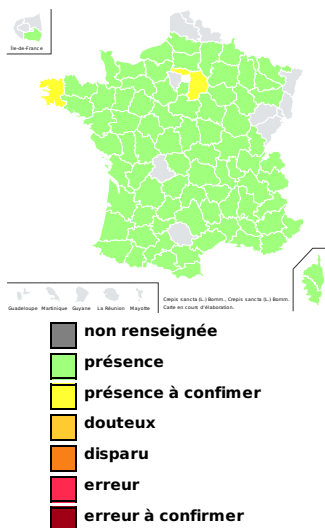 Île-de-France
Guadeloupe Martinique Guyane La Réunion Mayotte
Crepis sancta (L.) Bornm., Crepis sancta (L.) Bornm.
Carte en cours d'élaboration.
non renseignée
présence
présence à confimer
douteux
disparu
erreur
erreur à confirmer